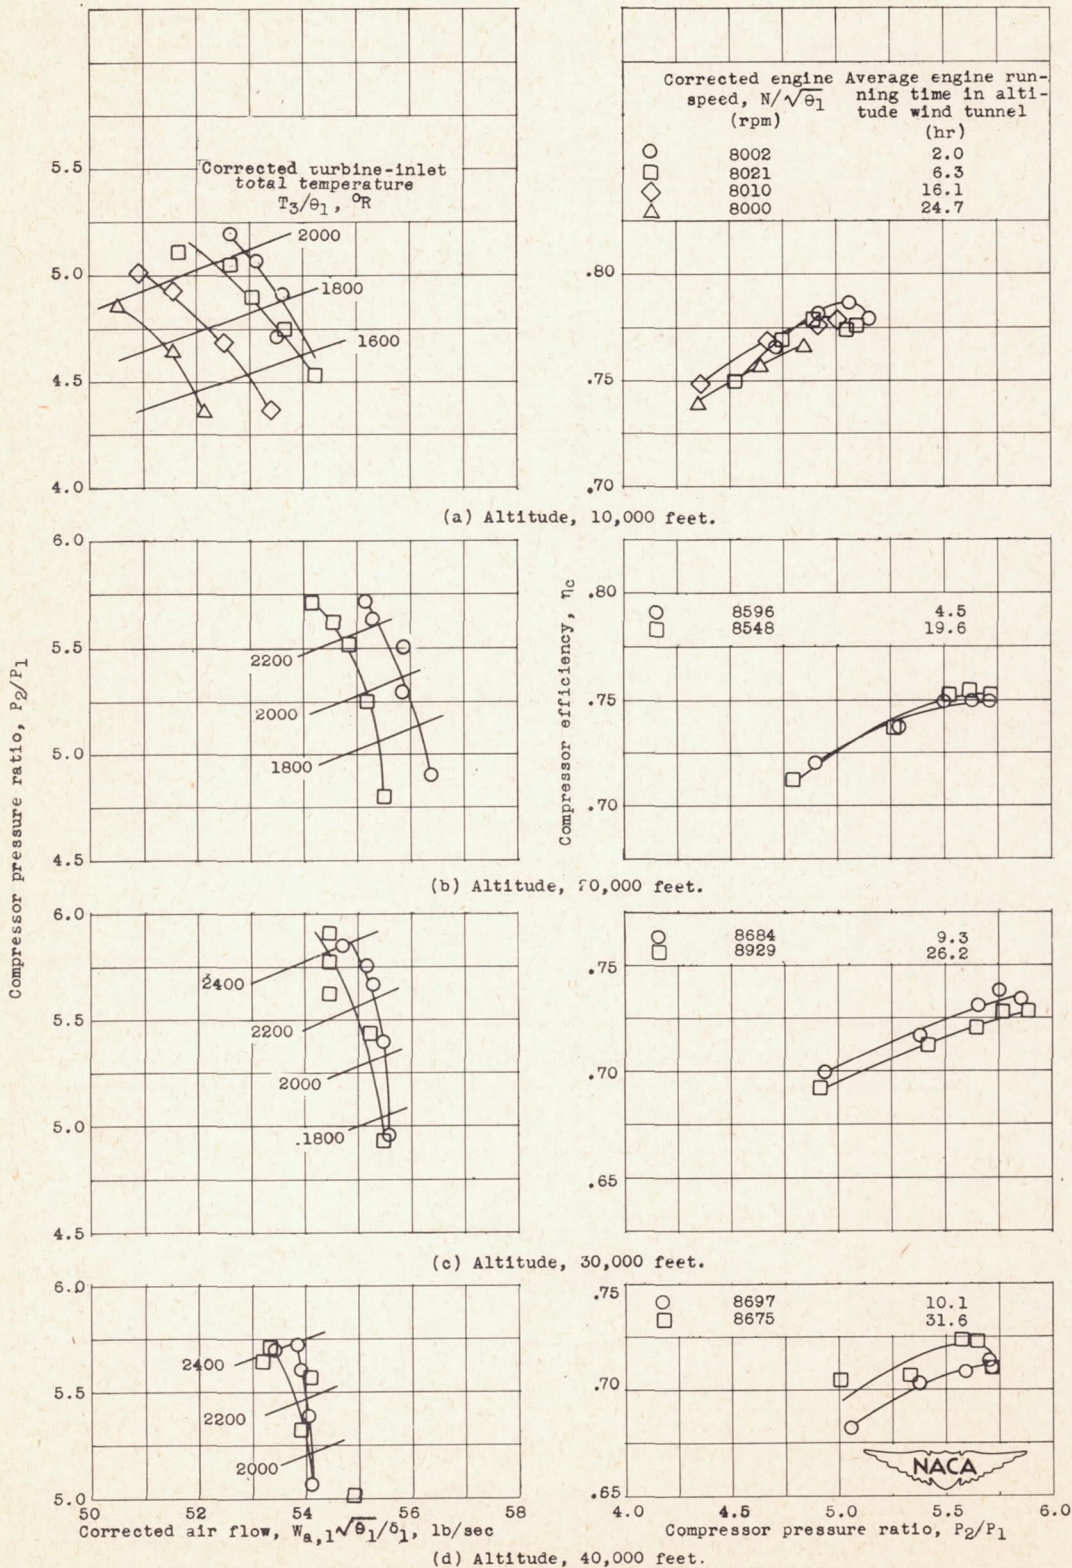 Corrected engine Average engine run-
speed, N/√θ1 ning time in alti-
(rpm) tude wind tunnel
(hr)
○ 8002 2.0
□ 8021 6.3
◇ 8010 16.1
△ 8000 24.7
5.5
Corrected turbine-inlet
total temperature
T3/θ1, °R
2000
5.0
.80
1800
1600
4.5
.75
4.0
.70
(a) Altitude, 10,000 feet.
6.0
.80
○ 8596 4.5
□ 8548 19.6
5.5
2200
.75
2000
5.0
1800
.70
4.5
Compressor pressure ratio, P2/P1
Compressor efficiency, ηc
(b) Altitude, 20,000 feet.
6.0
○ 8684 9.3
□ 8929 26.2
.75
2400
5.5
2200
.70
2000
5.0
.1800
.65
4.5
(c) Altitude, 30,000 feet.
6.0
.75
○ 8697 10.1
□ 8675 31.6
2400
5.5
.70
2200
2000
NACA
5.0
.65
50 52 54 56 58
4.0 4.5 5.0 5.5 6.0
Corrected air flow, Wa,1√θ1/δ1, lb/sec
Compressor pressure ratio, P2/P1
(d) Altitude, 40,000 feet.